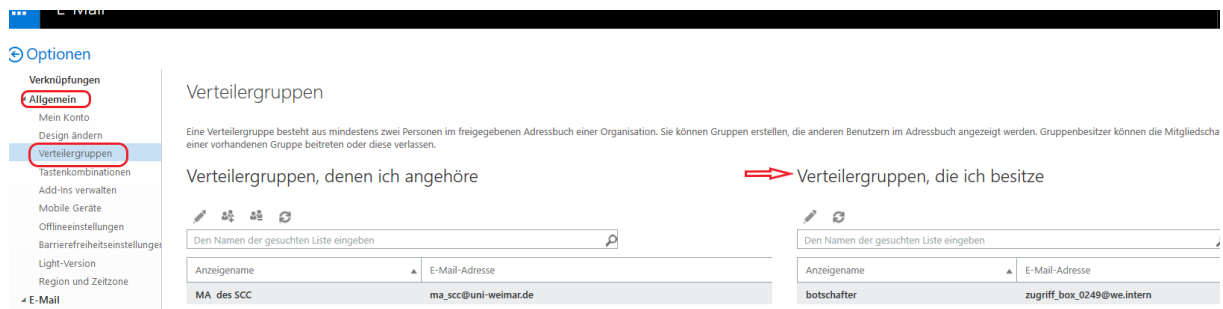 E-Mail
Optionen
Verknüpfungen
Allgemein
Mein Konto
Design ändern
Verteilergruppen
Tastenkombinationen
Add-Ins verwalten
Mobile Geräte
Offlineeinstellungen
Barrierefreiheitseinstellunge
Light-Version
Region und Zeitzone
E-Mail
Verteilergruppen
Eine Verteilergruppe besteht aus mindestens zwei Personen im freigegebenen Adressbuch einer Organisation. Sie können Gruppen erstellen, die anderen Benutzern im Adressbuch angezeigt werden. Gruppenbesitzer können die Mitgliedscha
einer vorhandenen Gruppe beitreten oder diese verlassen.
Verteilergruppen, denen ich angehöre
Den Namen der gesuchten Liste eingeben
Anzeigename E-Mail-Adresse
MA des SCC ma_scc@uni-weimar.de
Verteilergruppen, die ich besitze
Den Namen der gesuchten Liste eingeben
Anzeigename E-Mail-Adresse
botschafter zugriff_box_0249@we.intern